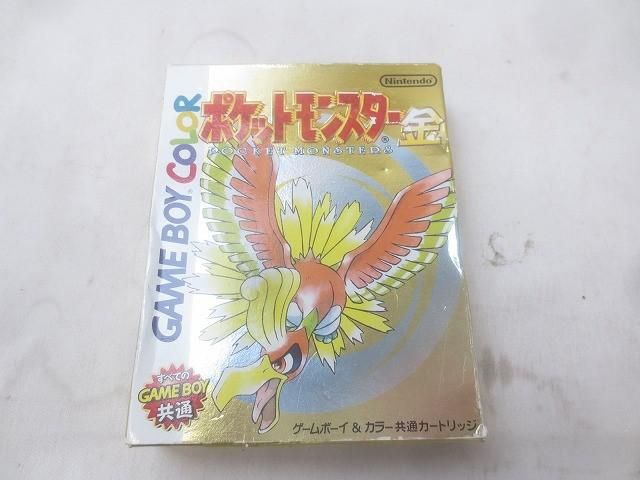 Nintendo
ポケットモンスター金
POCKET MONSTERS
GAME BOY COLOR
すべての
GAME BOY
共通
ゲームボーイ & カラー共通カートリッジ